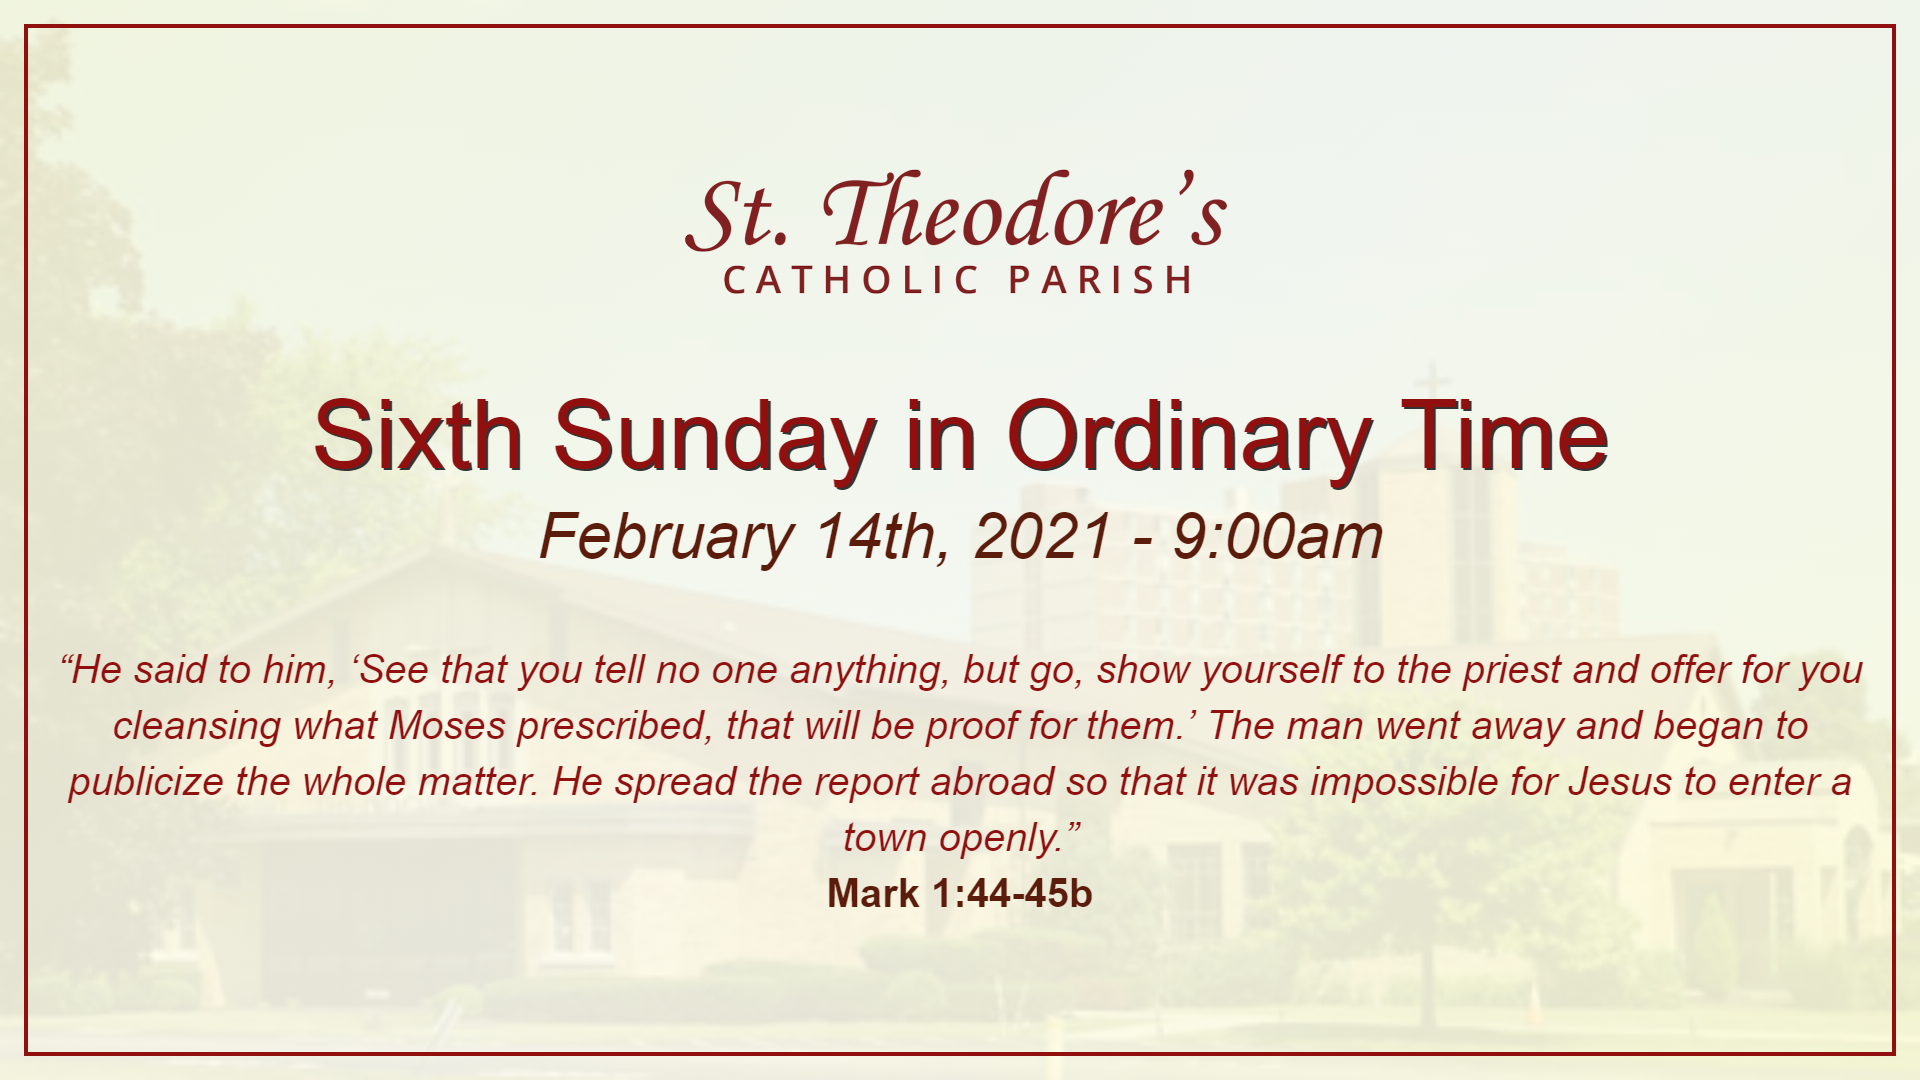 St. Theodore’s
CATHOLIC PARISH
Sixth Sunday in Ordinary Time
February 14th, 2021 - 9:00am
“He said to him, ‘See that you tell no one anything, but go, show yourself to the priest and offer for you
cleansing what Moses prescribed, that will be proof for them.’ The man went away and began to
publicize the whole matter. He spread the report abroad so that it was impossible for Jesus to enter a
town openly.”
Mark 1:44-45b